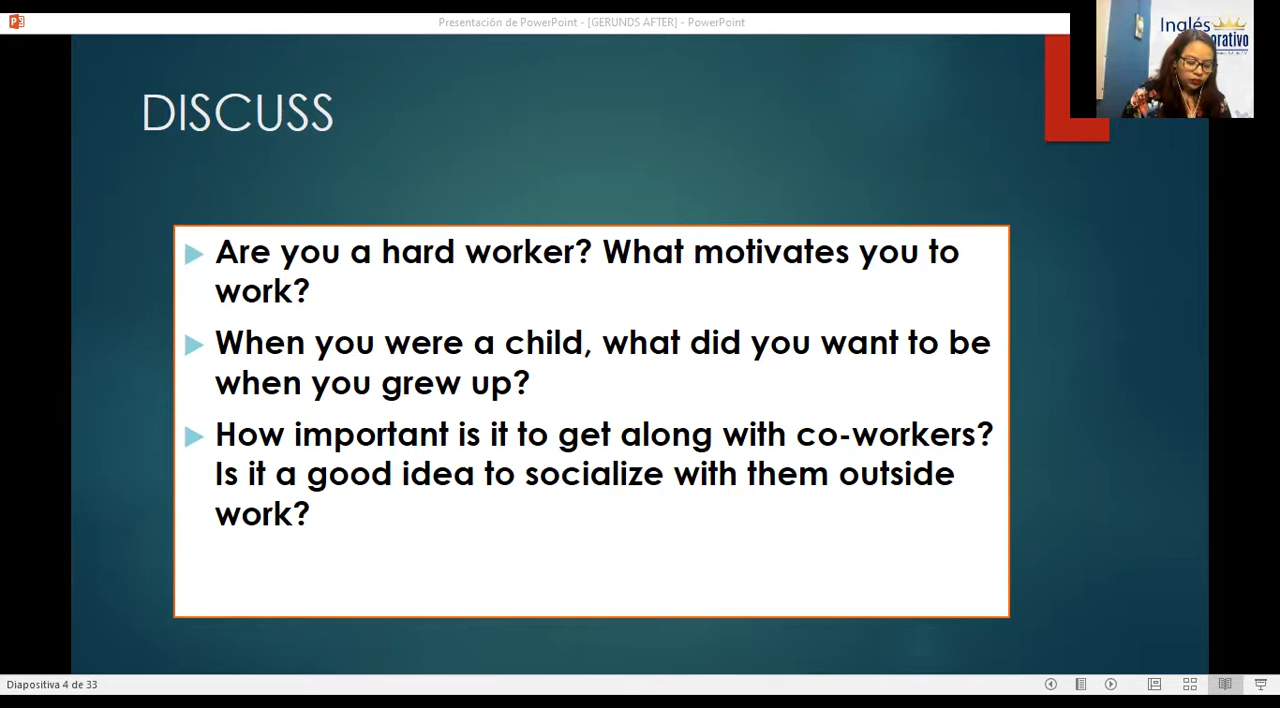 Presentación de PowerPoint - [GERUNDS AFTER] - PowerPoint
Inglés
orativo
DISCUSS
Are you a hard worker? What motivates you to
work?
When you were a child, what did you want to be
when you grew up?
How important is it to get along with co-workers?
Is it a good idea to socialize with them outside
work?
Diapositiva 4 de 33